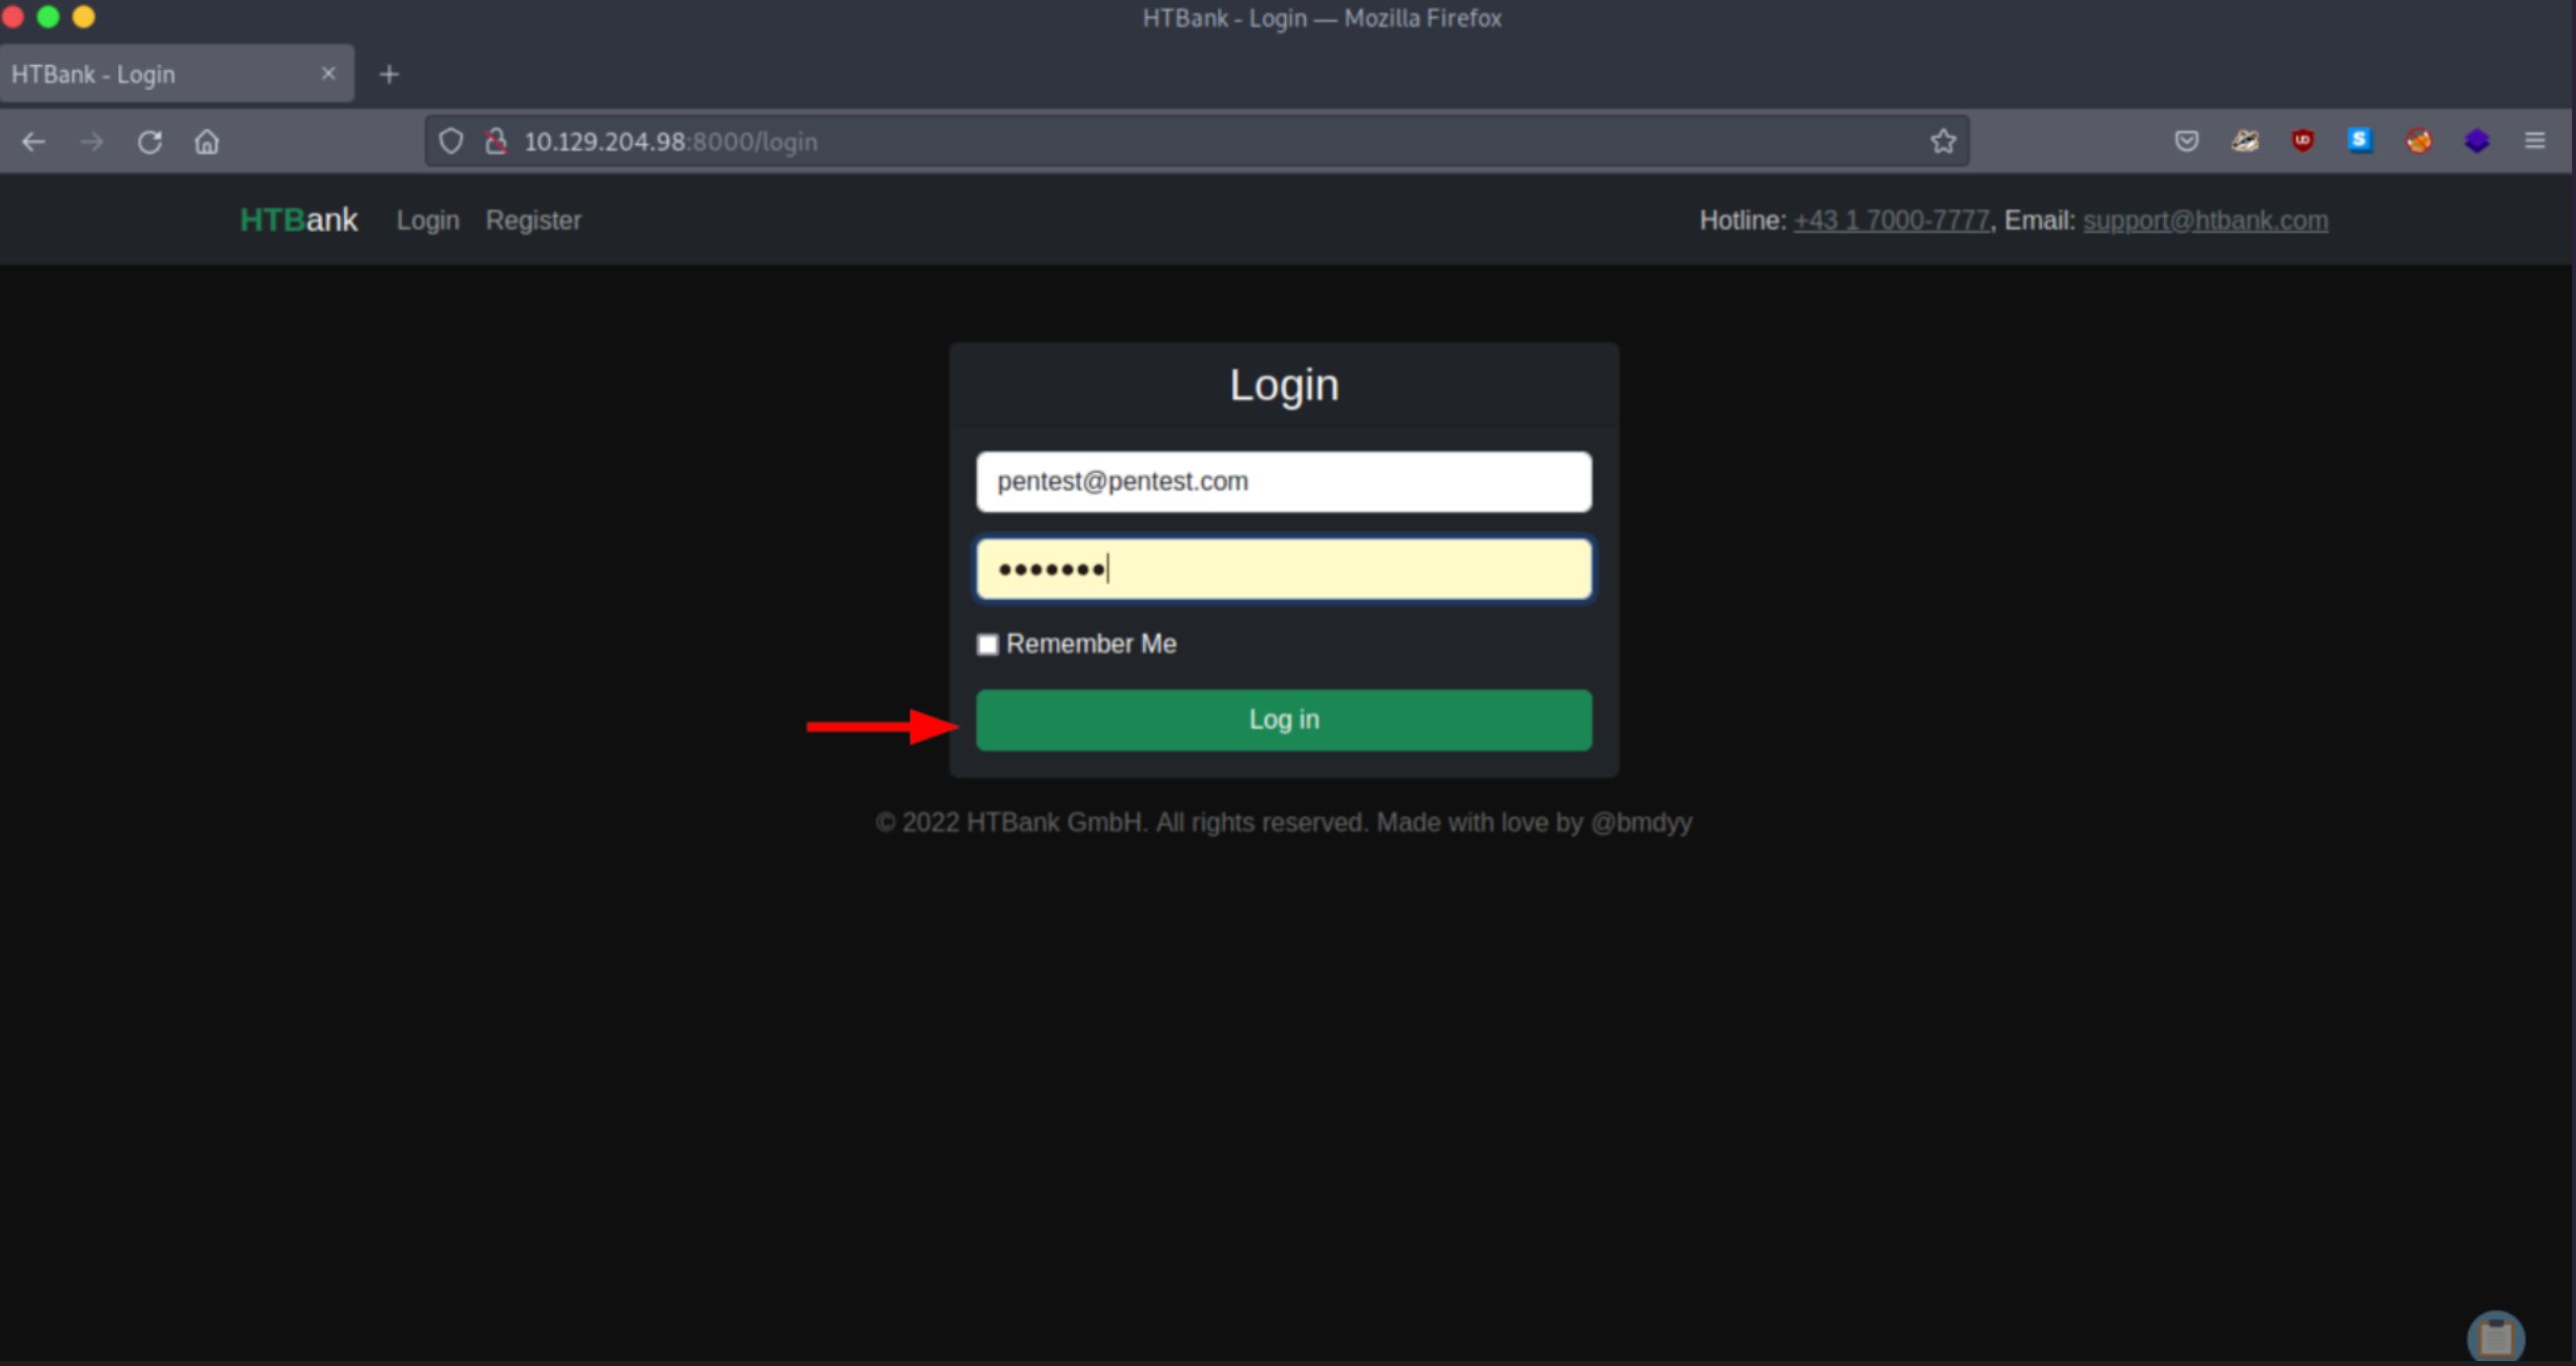 HTBank - Login — Mozilla Firefox
HTBank - Login
10.129.204.98:8000/login
HTBank Login Register Hotline: +43 1 7000-7777, Email: support@htbank.com
Login
pentest@pentest.com
•••••••
Remember Me
Log in
© 2022 HTBank GmbH. All rights reserved. Made with love by @bmdyy